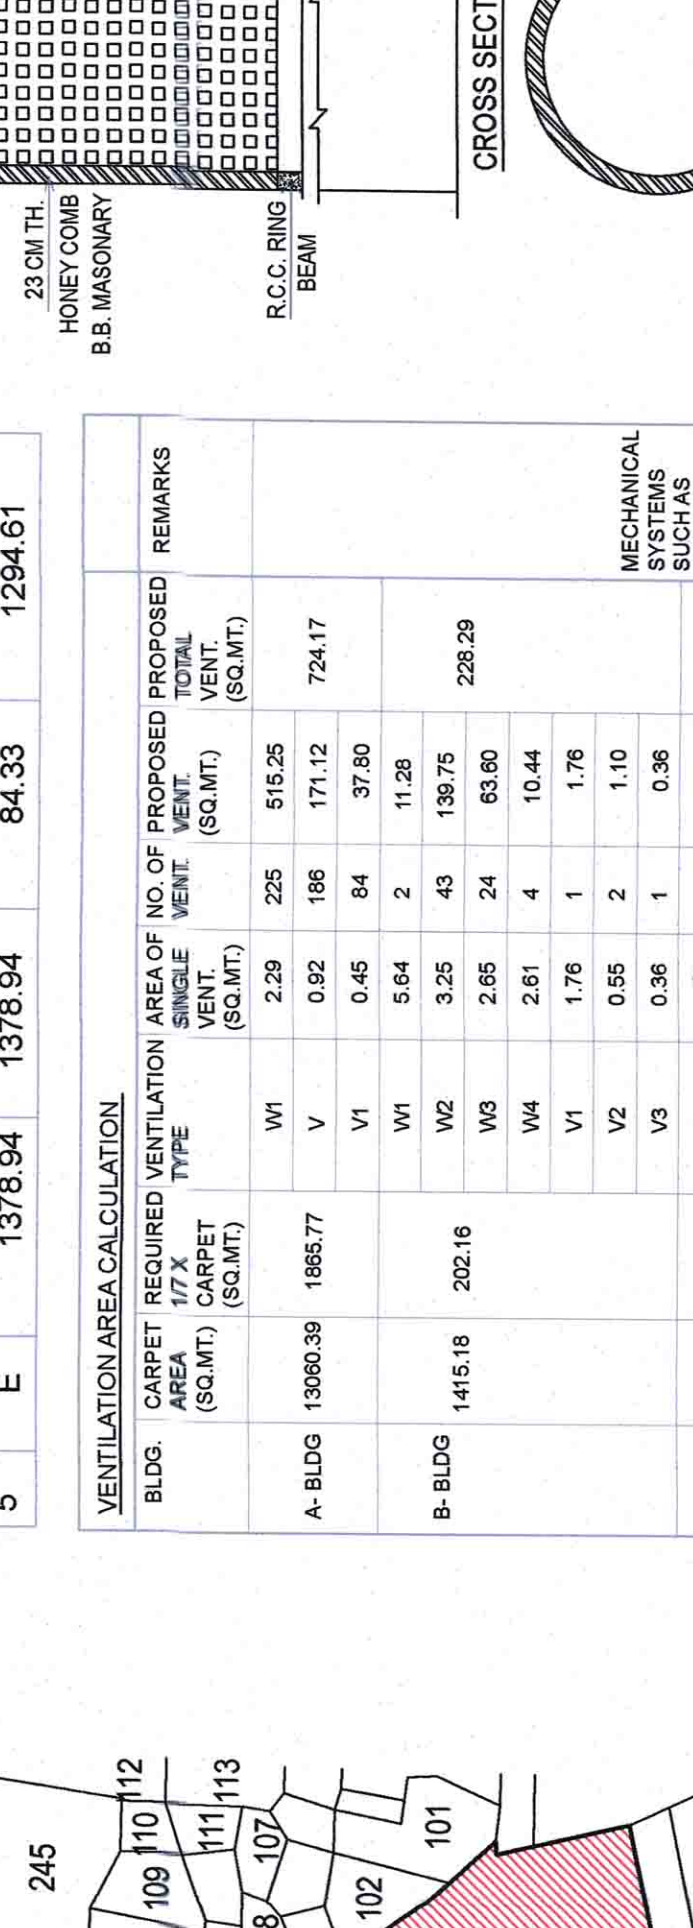 5 E 1378.94 1378.94 84.33 1294.61
VENTILATION AREA CALCULATION
BLDG. CARPET AREA (SQ.MT.) REQUIRED 1/7 X CARPET (SQ.MT.) VENTILATION TYPE AREA OF SINGLE VENT. (SQ.MT.) NO. OF VENT. PROPOSED VENT. (SQ.MT.) PROPOSED TOTAL VENT. (SQ.MT.) REMARKS
W1 2.29 225 515.25
A- BLDG 13060.39 1865.77 V 0.92 186 171.12 724.17
V1 0.45 84 37.80
W1 5.64 2 11.28
B- BLDG W2 3.25 43 139.75
1415.18 202.16 W3 2.65 24 63.60 228.29
W4 2.61 4 10.44
V1 1.76 1 1.76
V2 0.55 2 1.10
V3 0.36 1 0.36
MECHANICAL
SYSTEMS
SUCH AS
23 CM TH.
HONEY COMB
B.B. MASONARY
R.C.C. RING
BEAM
CROSS SECT
245
112
110
109
113
111
107
8
101
102